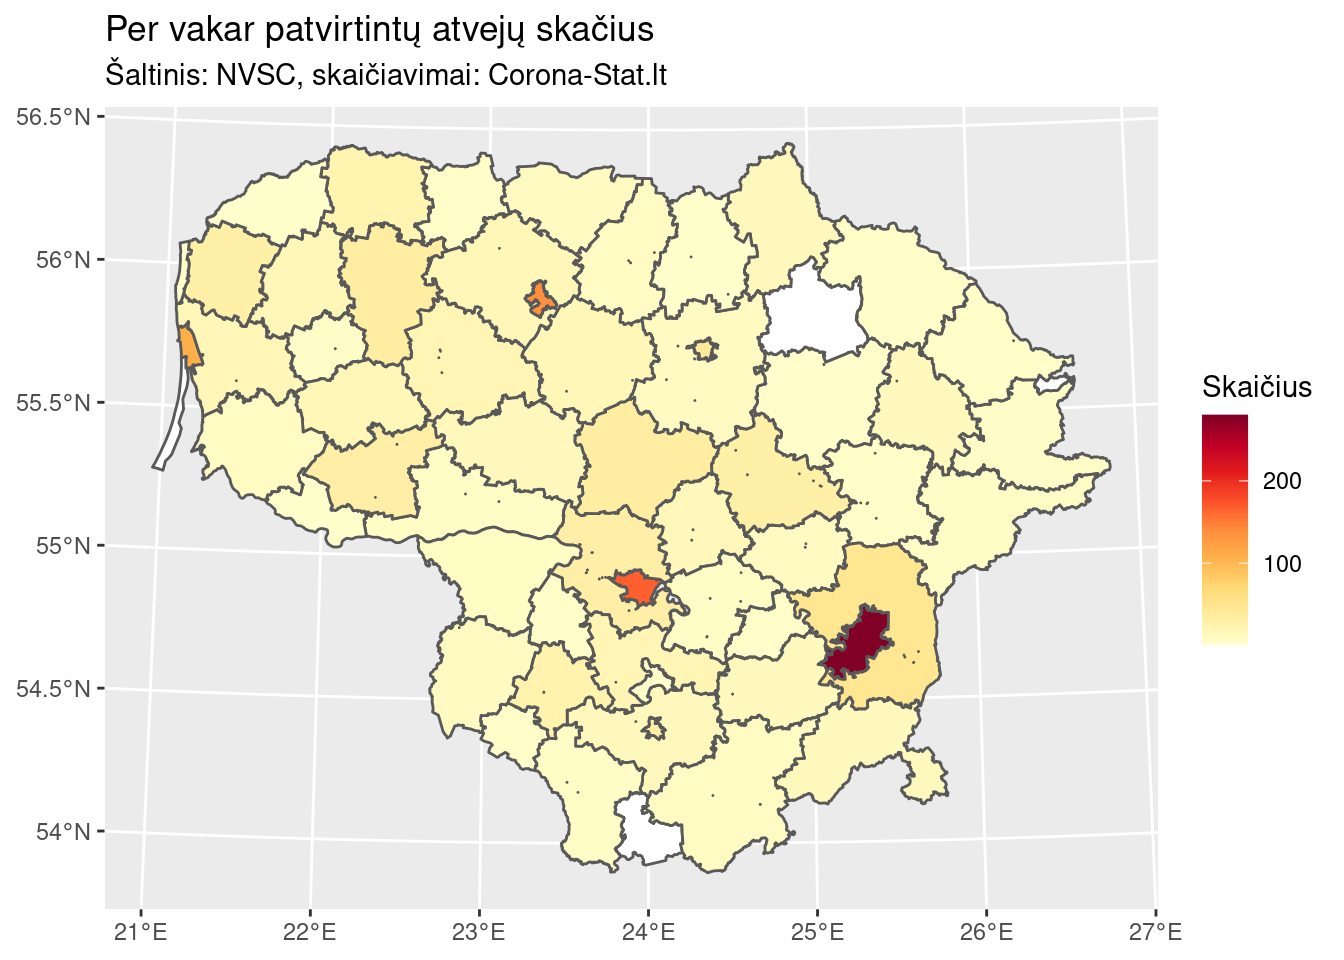 Per vakar patvirtintų atvejų skačius
Šaltinis: NVSC, skaičiavimai: Corona-Stat.lt
56.5°N
56°N
55.5°N
55°N
54.5°N
54°N
21°E 22°E 23°E 24°E 25°E 26°E 27°E
Skaičius
200
100